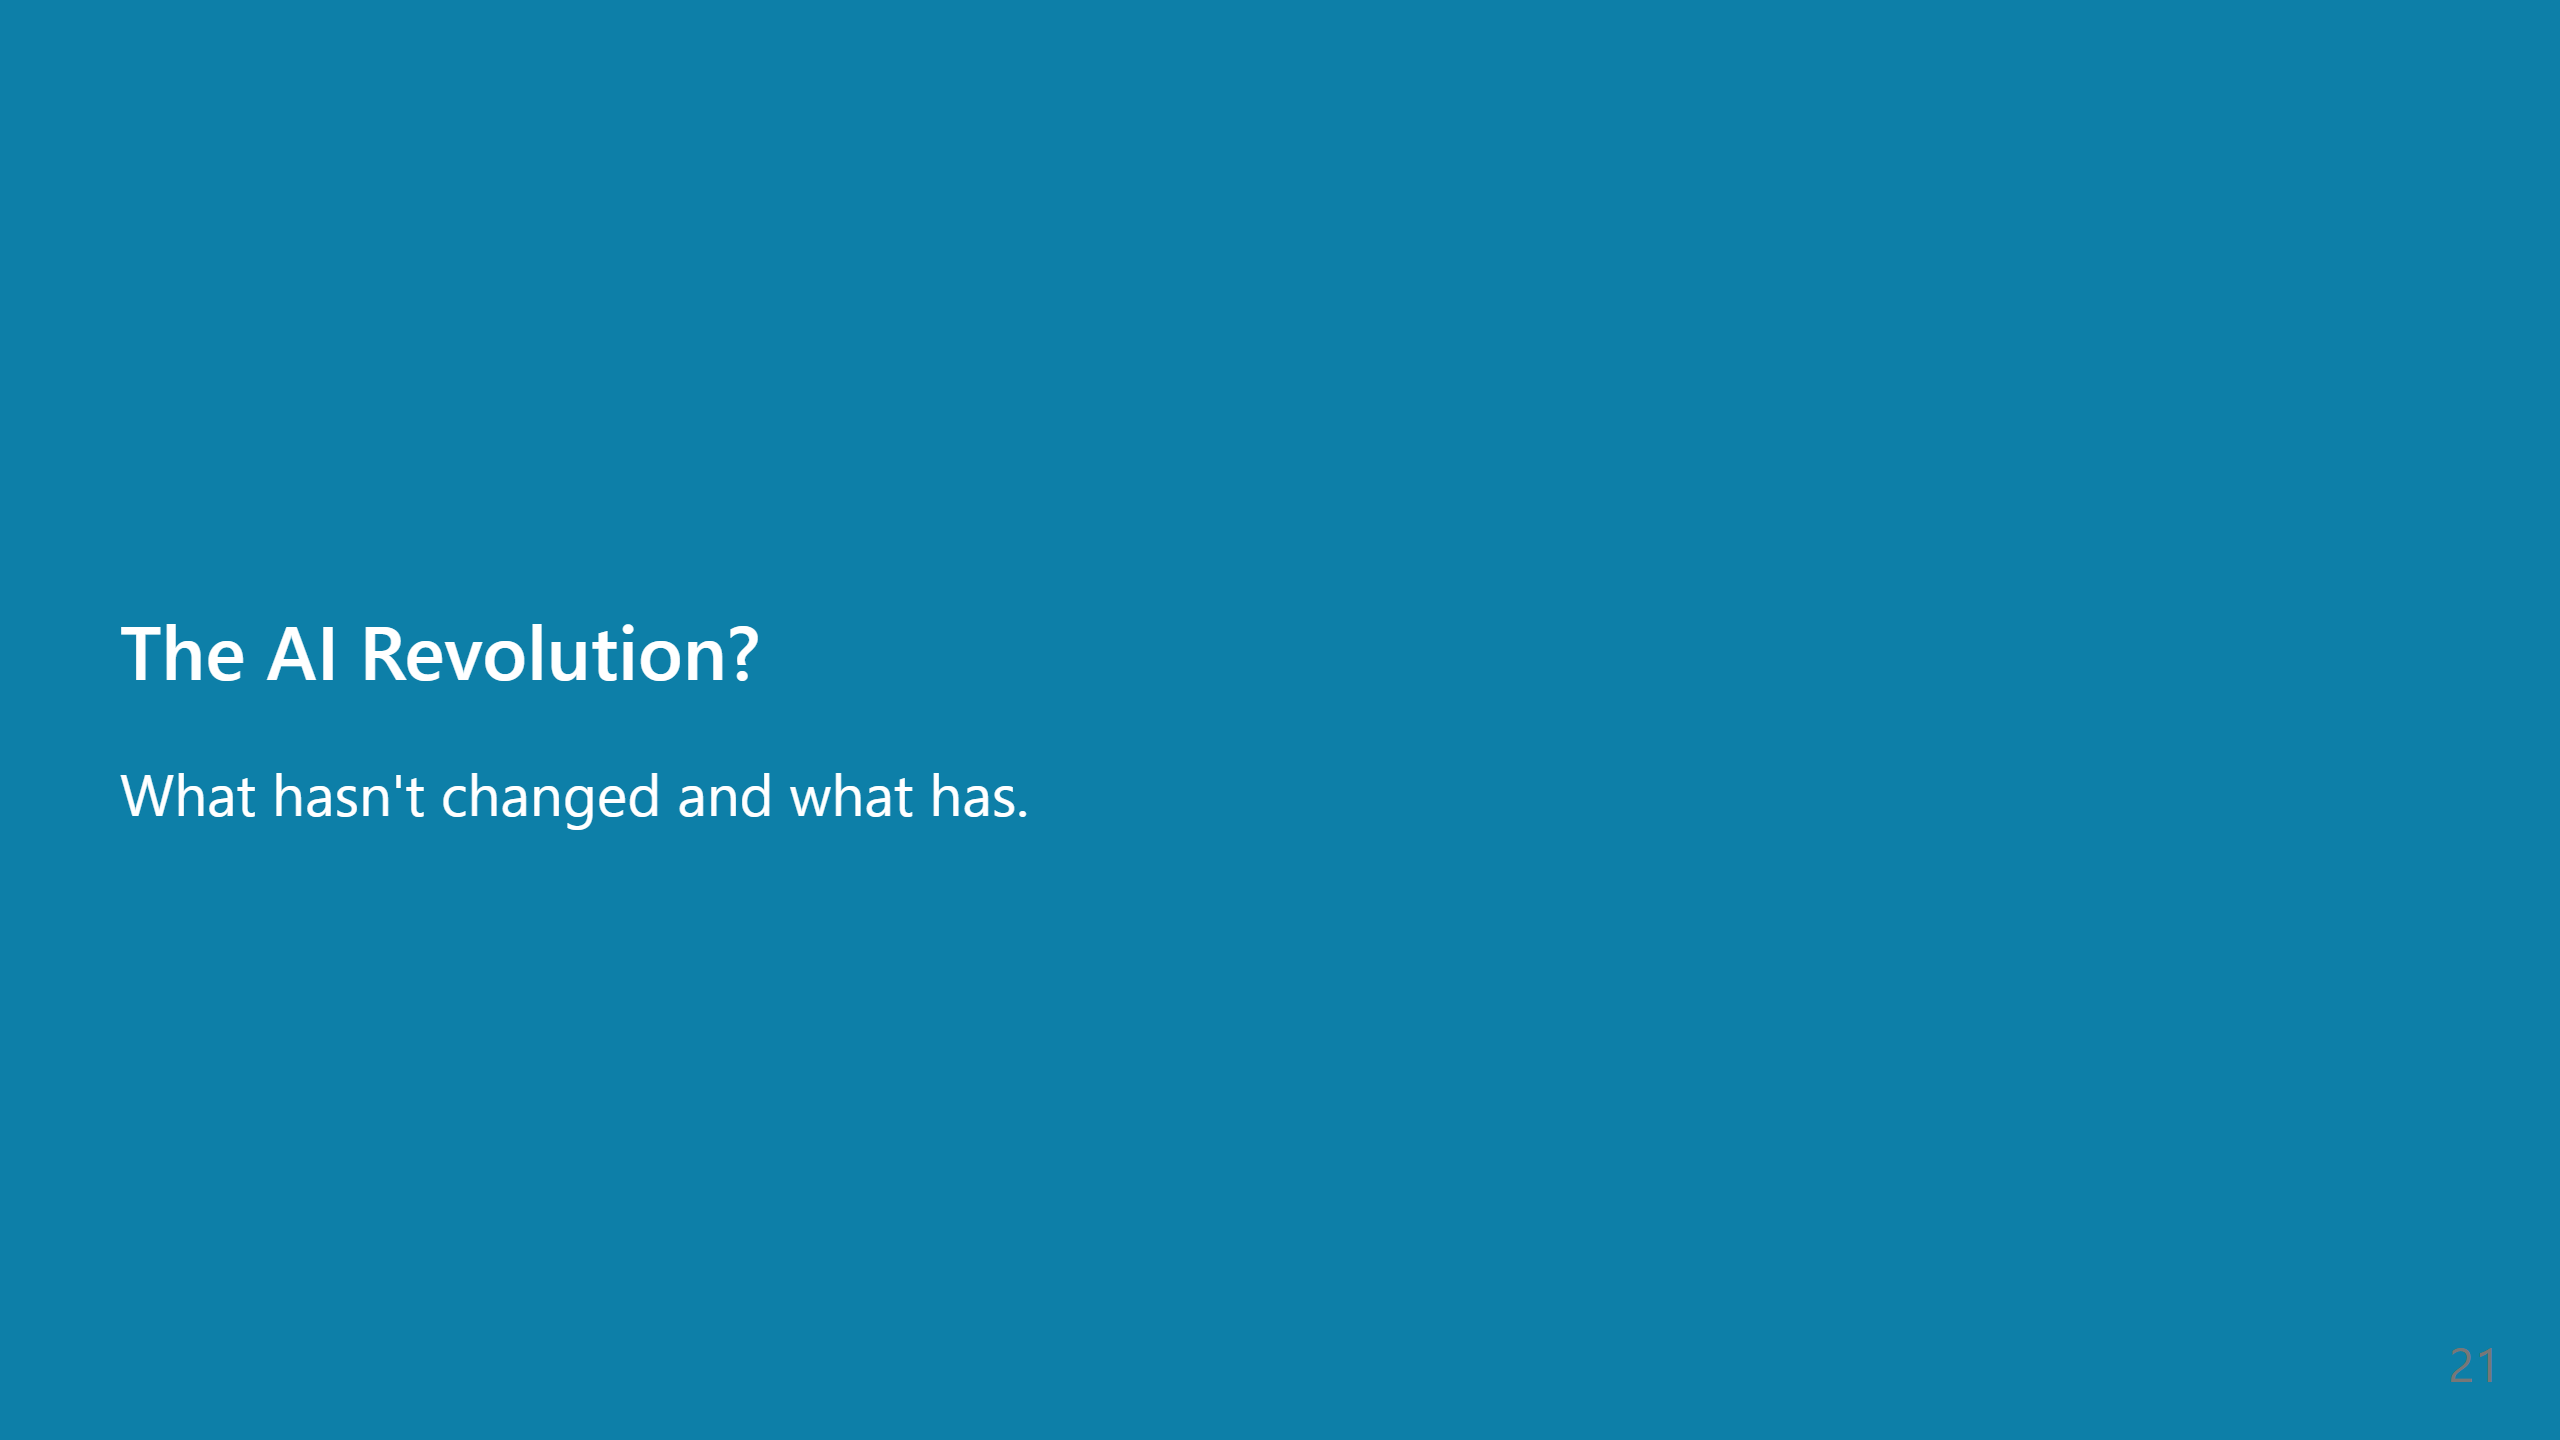 The AI Revolution?
What hasn't changed and what has.
21